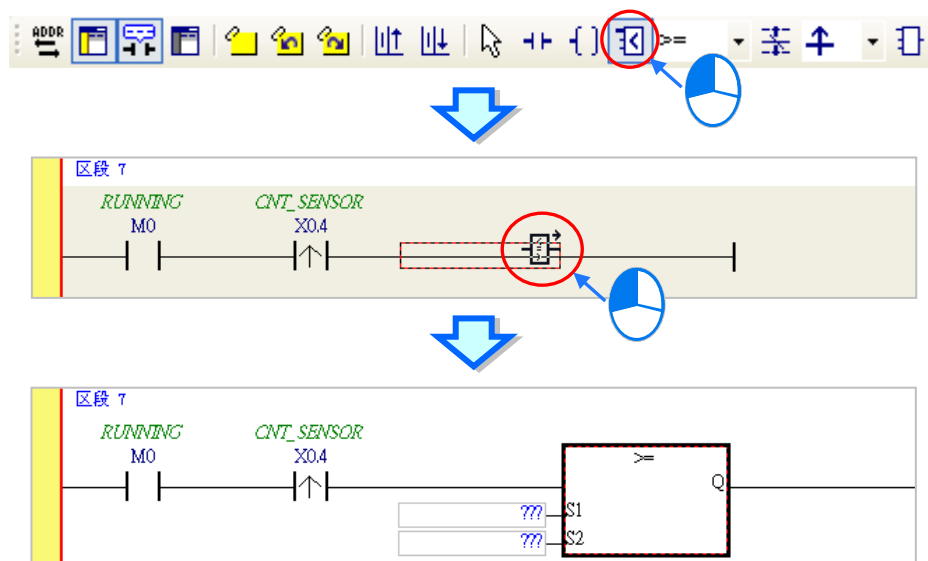 ADDR
>=
区段 7
RUNNING CNT_SENSOR
M0 X0.4
区段 7
RUNNING CNT_SENSOR
M0 X0.4
>=
Q
??? S1
??? S2